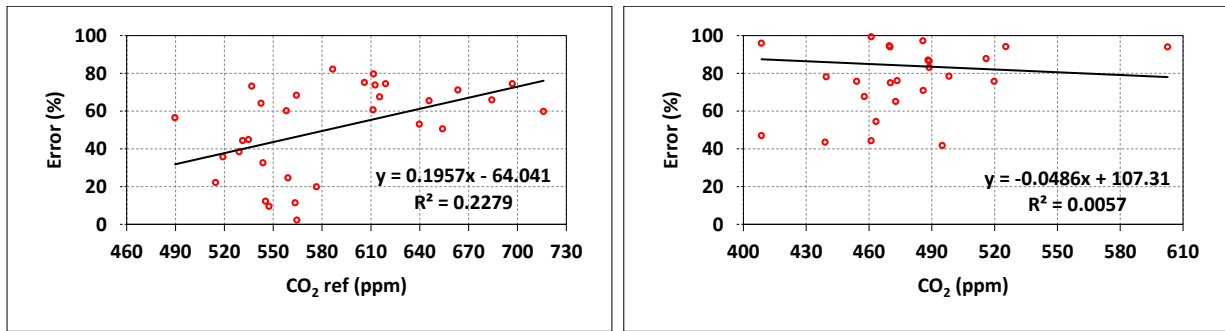 100
80
60
40
20
0
Error (%)
y = 0.1957x - 64.041
R² = 0.2279
460 490 520 550 580 610 640 670 700 730
CO₂ ref (ppm)
100
80
60
40
20
0
Error (%)
y = -0.0486x + 107.31
R² = 0.0057
400 430 460 490 520 550 580 610
CO₂ (ppm)